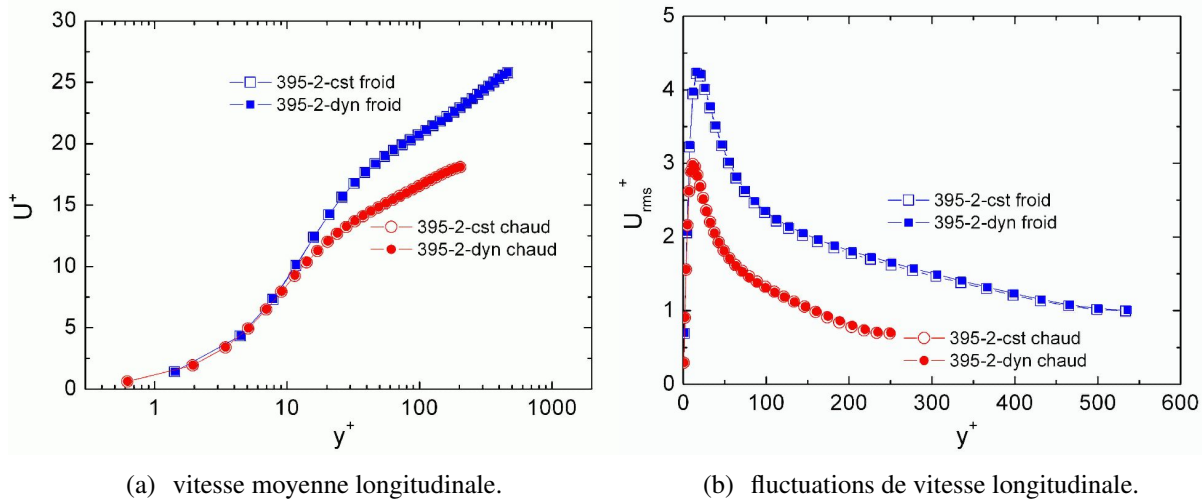 30
25
20
15
10
5
0
U+
395-2-cst froid
395-2-dyn froid
395-2-cst chaud
395-2-dyn chaud
1
10
100
1000
y+
5
4
3
2
1
0
Urms+
395-2-cst froid
395-2-dyn froid
395-2-cst chaud
395-2-dyn chaud
0
100
200
300
400
500
600
y+
(a) vitesse moyenne longitudinale.
(b) fluctuations de vitesse longitudinale.